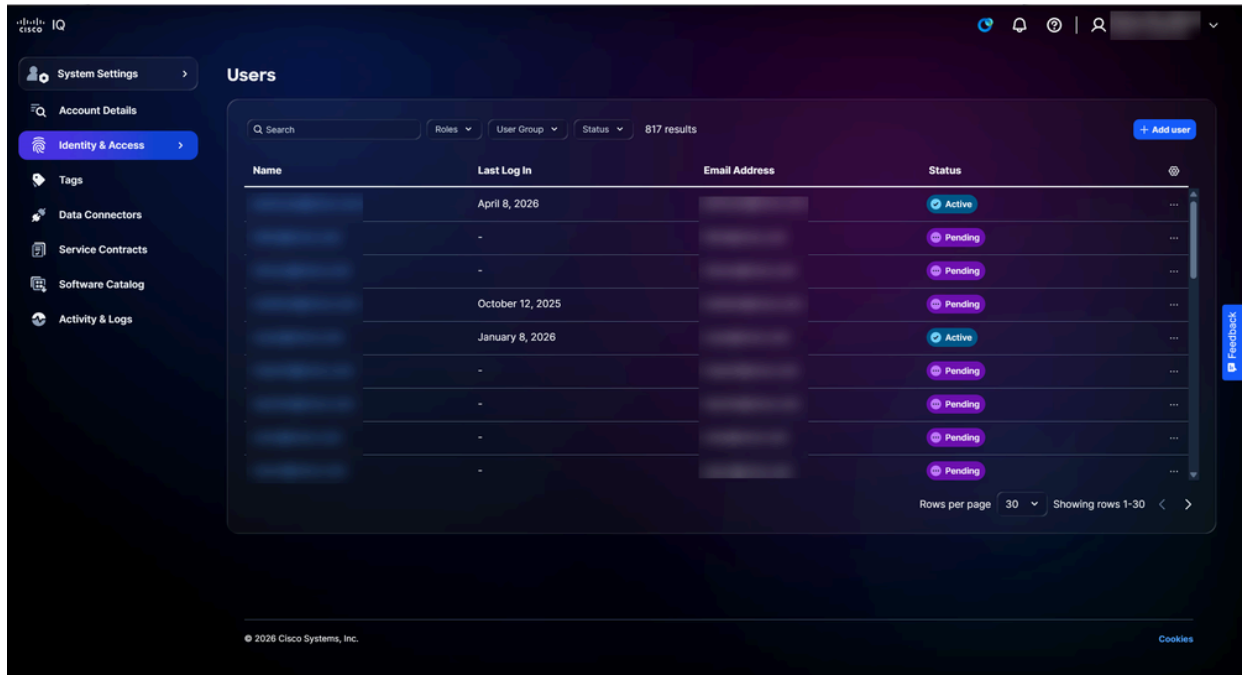 cisco IQ
System Settings
Account Details
Identity & Access
Tags
Data Connectors
Service Contracts
Software Catalog
Activity & Logs
Users
Search Roles User Group Status 817 results + Add user
Name Last Log In Email Address Status
April 8, 2026 Active ...
- Pending ...
- Pending ...
October 12, 2025 Pending ...
January 8, 2026 Active ...
- Pending ...
- Pending ...
- Pending ...
- Pending ...
Rows per page 30 Showing rows 1-30
Feedback
© 2026 Cisco Systems, Inc. Cookies